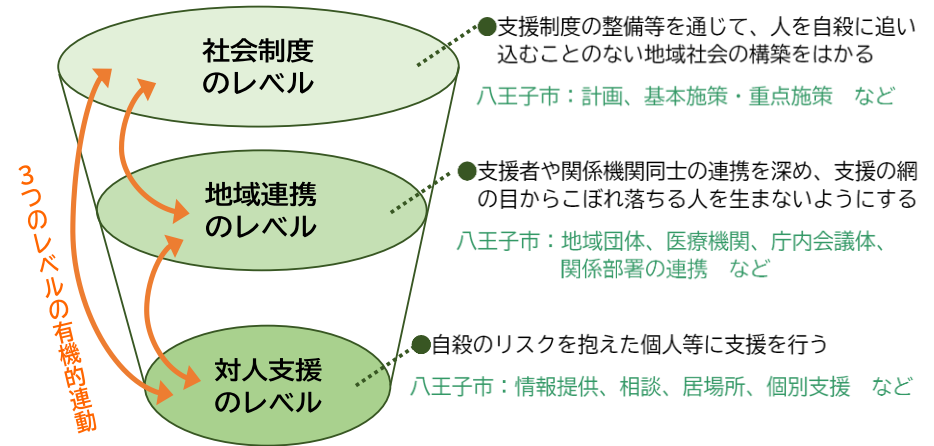 社会制度
のレベル
●支援制度の整備等を通じて、人を自殺に追い
込むことのない地域社会の構築をはかる
八王子市：計画、基本施策・重点施策　など
地域連携
のレベル
●支援者や関係機関同士の連携を深め、支援の網
の目からこぼれ落ちる人を生まないようにする
八王子市：地域団体、医療機関、庁内会議体、
関係部署の連携　など
対人支援
のレベル
●自殺のリスクを抱えた個人等に支援を行う
八王子市：情報提供、相談、居場所、個別支援　など
３つのレベルの有機的連動